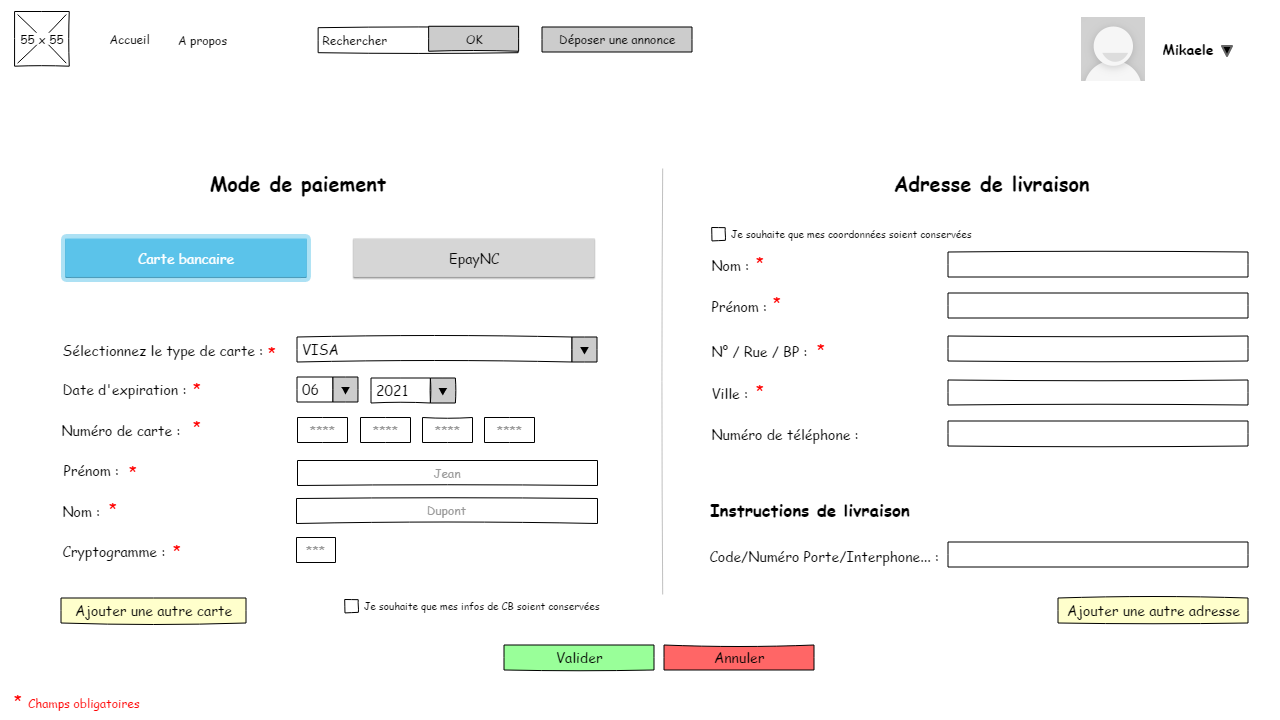 55 x 55
Accueil
A propos
Rechercher
OK
Déposer une annonce
Mikaele ▼
Mode de paiement
Carte bancaire
EpayNC
Sélectionnez le type de carte : *
VISA
Date d'expiration : *
06
2021
Numéro de carte : *
**** **** **** ****
Prénom : *
Jean
Nom : *
Dupont
Cryptogramme : *
***
Ajouter une autre carte
Je souhaite que mes infos de CB soient conservées
Adresse de livraison
Je souhaite que mes coordonnées soient conservées
Nom : *
Prénom : *
N° / Rue / BP : *
Ville : *
Numéro de téléphone :
Instructions de livraison
Code/Numéro Porte/Interphone... :
Ajouter une autre adresse
Valider
Annuler
* Champs obligatoires